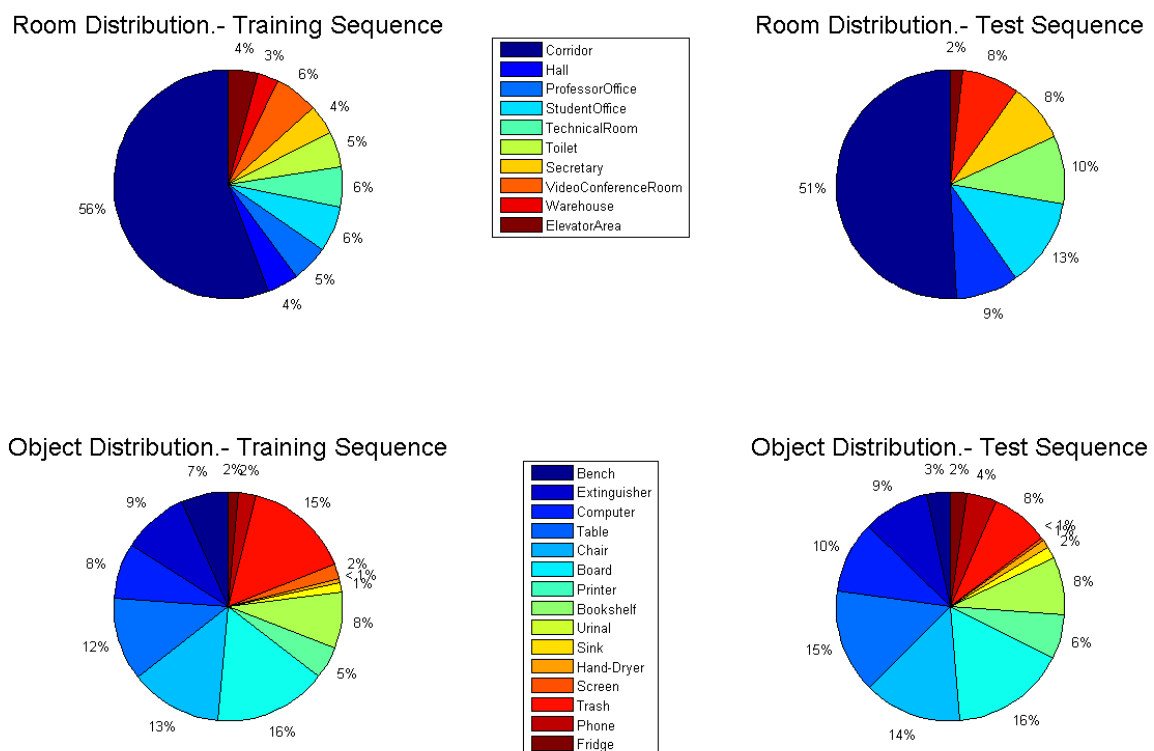 Room Distribution.- Training Sequence
4%
3%
6%
4%
5%
6%
6%
5%
4%
56%
Corridor
Hall
ProfessorOffice
StudentOffice
TechnicalRoom
Toilet
Secretary
VideoConferenceRoom
Warehouse
ElevatorArea
Room Distribution.- Test Sequence
2%
8%
8%
10%
13%
9%
51%
Object Distribution.- Training Sequence
7%
2%
2%
15%
2%
<1%
1%
8%
5%
16%
13%
12%
8%
9%
Bench
Extinguisher
Computer
Table
Chair
Board
Printer
Bookshelf
Urinal
Sink
Hand-Dryer
Screen
Trash
Phone
Fridge
Object Distribution.- Test Sequence
3%
2%
4%
8%
<1%
1%
2%
8%
6%
16%
14%
15%
10%
9%